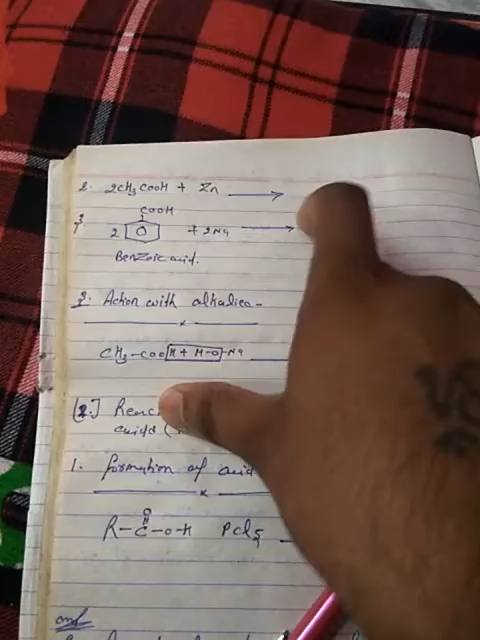 2. 2CH3COOH + Zn ⟶
COOH
3. 2 + 2Na ⟶
Benzoic acid.
2. Action with alkalies-
CH3-COO H + H-O -Na
[2.]
1. formation of acid
O
R-C-O-H PCl5